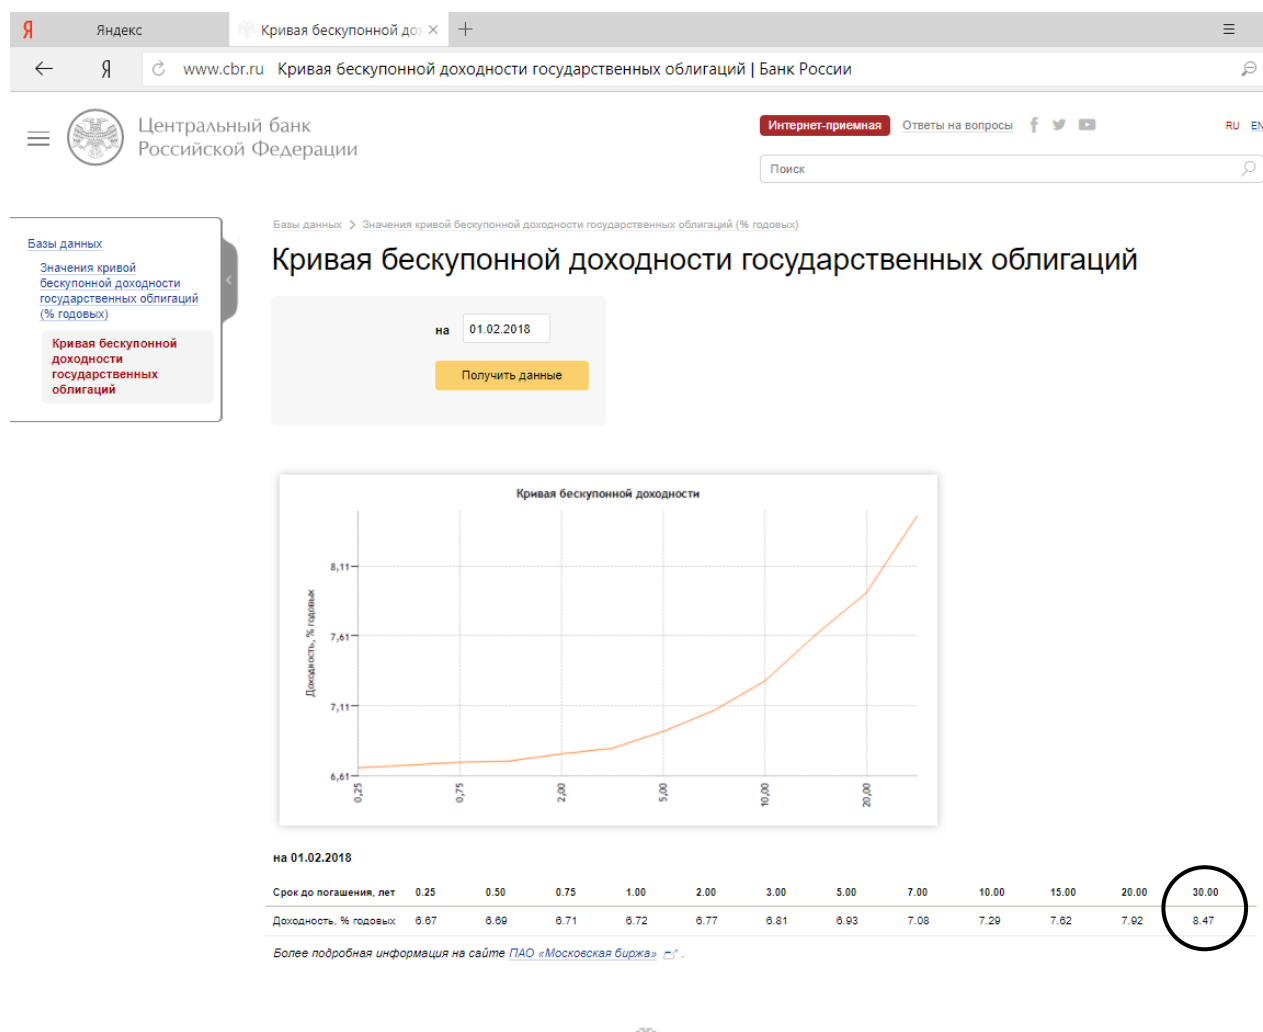 Я Яндекс Кривая бескупонной до
www.cbr.ru Кривая бескупонной доходности государственных облигаций | Банк России
Центральный банк
Российской Федерации
Интернет-приемная Ответы на вопросы RU EN
Поиск
Базы данных
Значения кривой
бескупонной доходности
государственных облигаций
(% годовых)
Кривая бескупонной
доходности
государственных
облигаций
Базы данных > Значения кривой бескупонной доходности государственных облигаций (% годовых)
Кривая бескупонной доходности государственных облигаций
на 01.02.2018
Получить данные
Кривая бескупонной доходности
Доходность, % годовых
8,11
7,61
7,11
6,61
0,25 0,75 2,00 5,00 10,00 20,00
на 01.02.2018
Срок до погашения, лет 0.25 0.50 0.75 1.00 2.00 3.00 5.00 7.00 10.00 15.00 20.00 30.00
Доходность, % годовых 6.67 6.69 6.71 6.72 6.77 6.81 6.93 7.08 7.29 7.62 7.92 8.47
Более подробная информация на сайте ПАО «Московская биржа» .